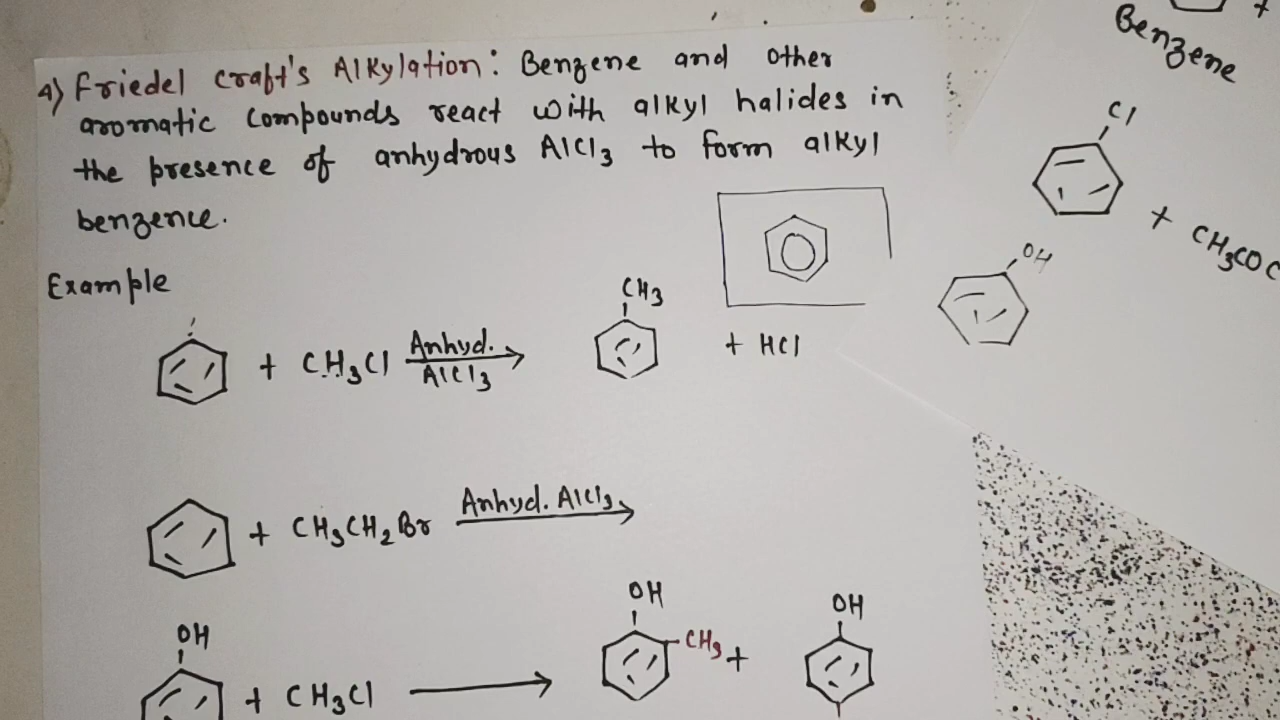 4) Friedel Craft's Alkylation: Benzene and other
aromatic compounds react with alkyl halides in
the presence of anhydrous AlCl3 to form alkyl
benzence.
Example
+ CH3Cl Anhyd. AlCl3 CH3 + HCl
+ CH3CH2Br Anhyd. AlCl3
OH + CH3Cl OH CH3 + OH
+
Benzene
Cl
+ CH3COC
OH